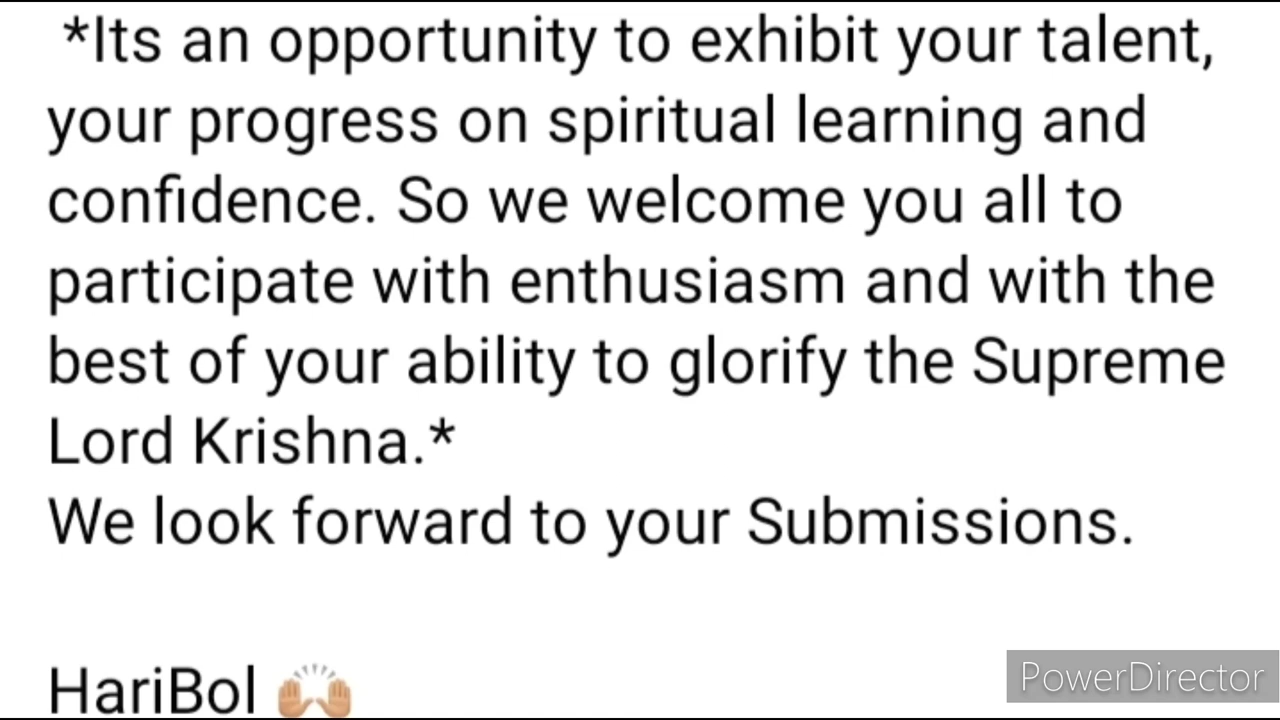 *Its an opportunity to exhibit your talent,
your progress on spiritual learning and
confidence. So we welcome you all to
participate with enthusiasm and with the
best of your ability to glorify the Supreme
Lord Krishna.*
We look forward to your Submissions.
HariBol 🙌🏼
PowerDirector